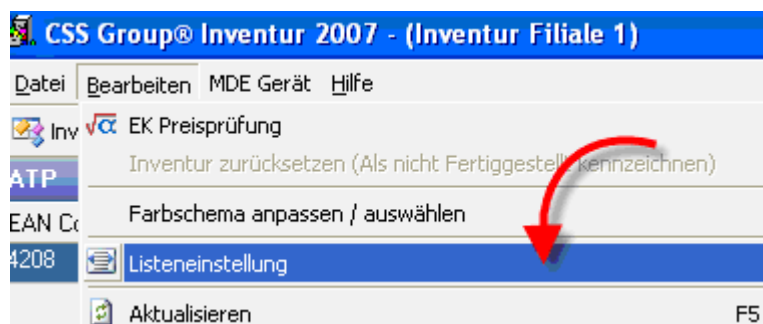 CSS Group® Inventur 2007 - (Inventur Filiale 1)
Datei Bearbeiten MDE Gerät Hilfe
Inv EK Preisprüfung
Inventur zurücksetzen (Als nicht Fertiggestellt kennzeichnen)
ATP
Farbschema anpassen / auswählen
EAN Co
4208 Listeneinstellung
Aktualisieren F5